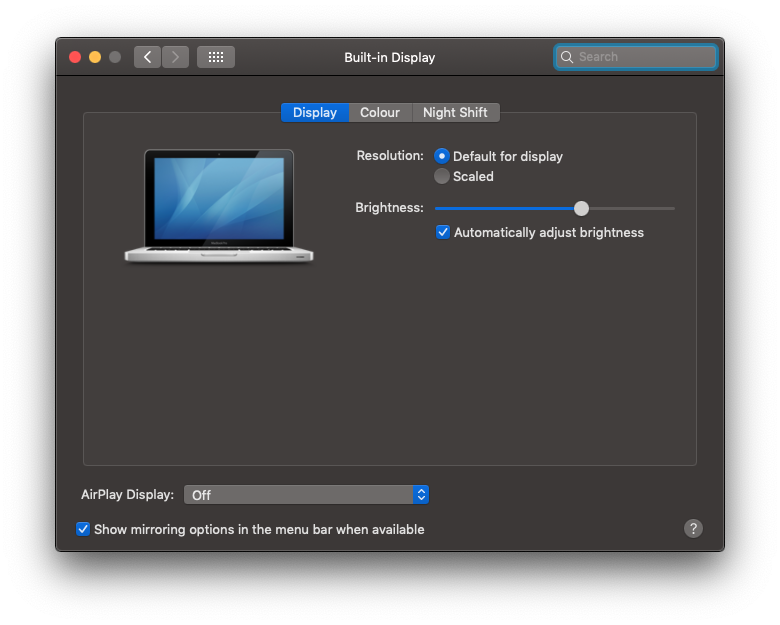 Built-in Display
Search
Display Colour Night Shift
Resolution: Default for display
Scaled
Brightness:
Automatically adjust brightness
AirPlay Display: Off
Show mirroring options in the menu bar when available
?